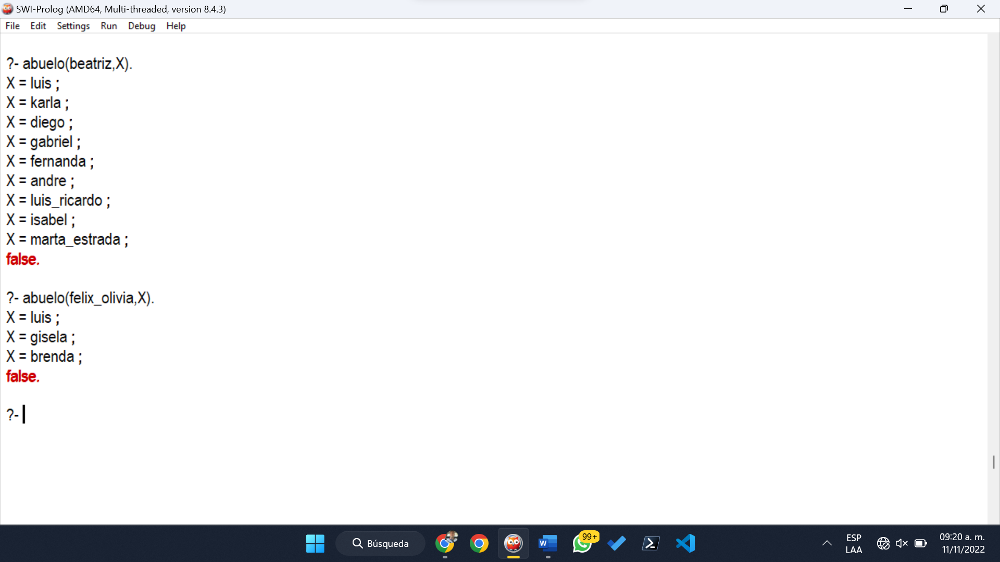 SWI-Prolog (AMD64, Multi-threaded, version 8.4.3)
File Edit Settings Run Debug Help
?- abuelo(beatriz,X).
X = luis ;
X = karla ;
X = diego ;
X = gabriel ;
X = fernanda ;
X = andre ;
X = luis_ricardo ;
X = isabel ;
X = marta_estrada ;
false.
?- abuelo(felix_olivia,X).
X = luis ;
X = gisela ;
X = brenda ;
false.
?-
Búsqueda
W
99+
ESP
LAA
09:20 a. m.
11/11/2022